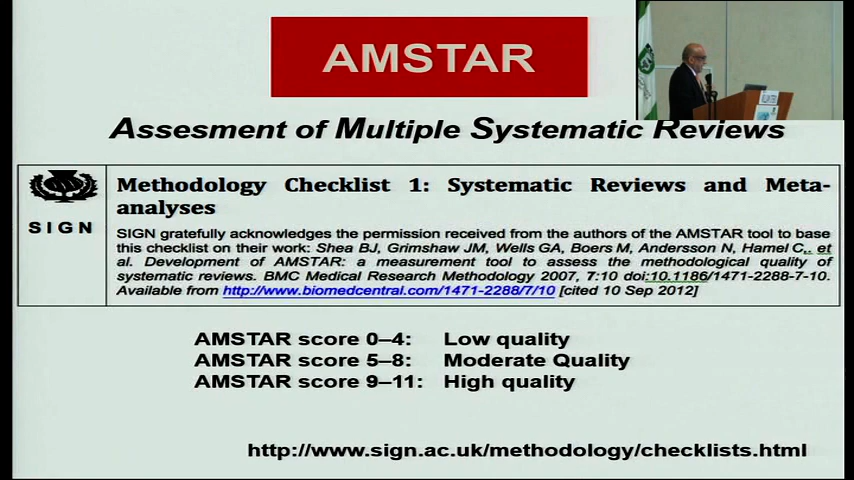 AMSTAR
Assesment of Multiple Systematic Reviews
SIGN
Methodology Checklist 1: Systematic Reviews and Meta-
analyses
SIGN gratefully acknowledges the permission received from the authors of the AMSTAR tool to base
this checklist on their work: Shea BJ, Grimshaw JM, Wells GA, Boers M, Andersson N, Hamel C,. et
al. Development of AMSTAR: a measurement tool to assess the methodological quality of
systematic reviews. BMC Medical Research Methodology 2007, 7:10 doi:10.1186/1471-2288-7-10.
Available from http://www.biomedcentral.com/1471-2288/7/10 [cited 10 Sep 2012]
AMSTAR score 0–4: Low quality
AMSTAR score 5–8: Moderate Quality
AMSTAR score 9–11: High quality
http://www.sign.ac.uk/methodology/checklists.html